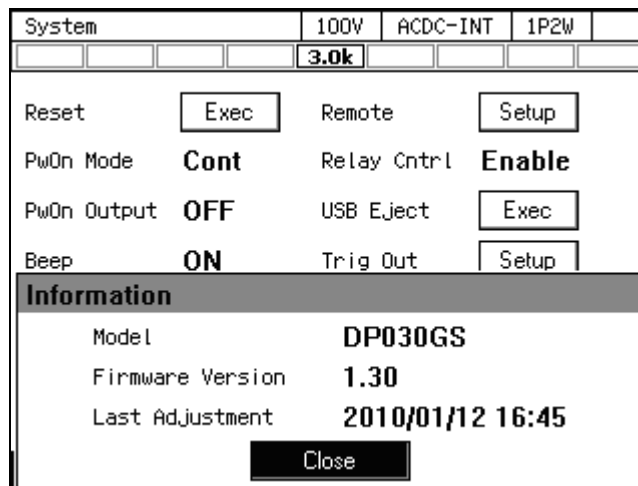 System 100V ACDC-INT 1P2W
3.0k
Reset Exec Remote Setup
PwOn Mode Cont Relay Cntrl Enable
PwOn Output OFF USB Eject Exec
Beep ON Trig Out Setup
Information
Model DP030GS
Firmware Version 1.30
Last Adjustment 2010/01/12 16:45
Close